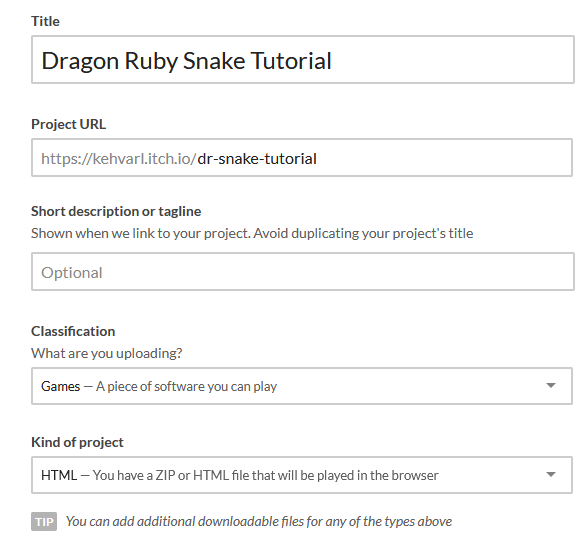 Title
Dragon Ruby Snake Tutorial
Project URL
https://kehvarl.itch.io/dr-snake-tutorial
Short description or tagline
Shown when we link to your project. Avoid duplicating your project's title
Optional
Classification
What are you uploading?
Games — A piece of software you can play
Kind of project
HTML — You have a ZIP or HTML file that will be played in the browser
TIP You can add additional downloadable files for any of the types above